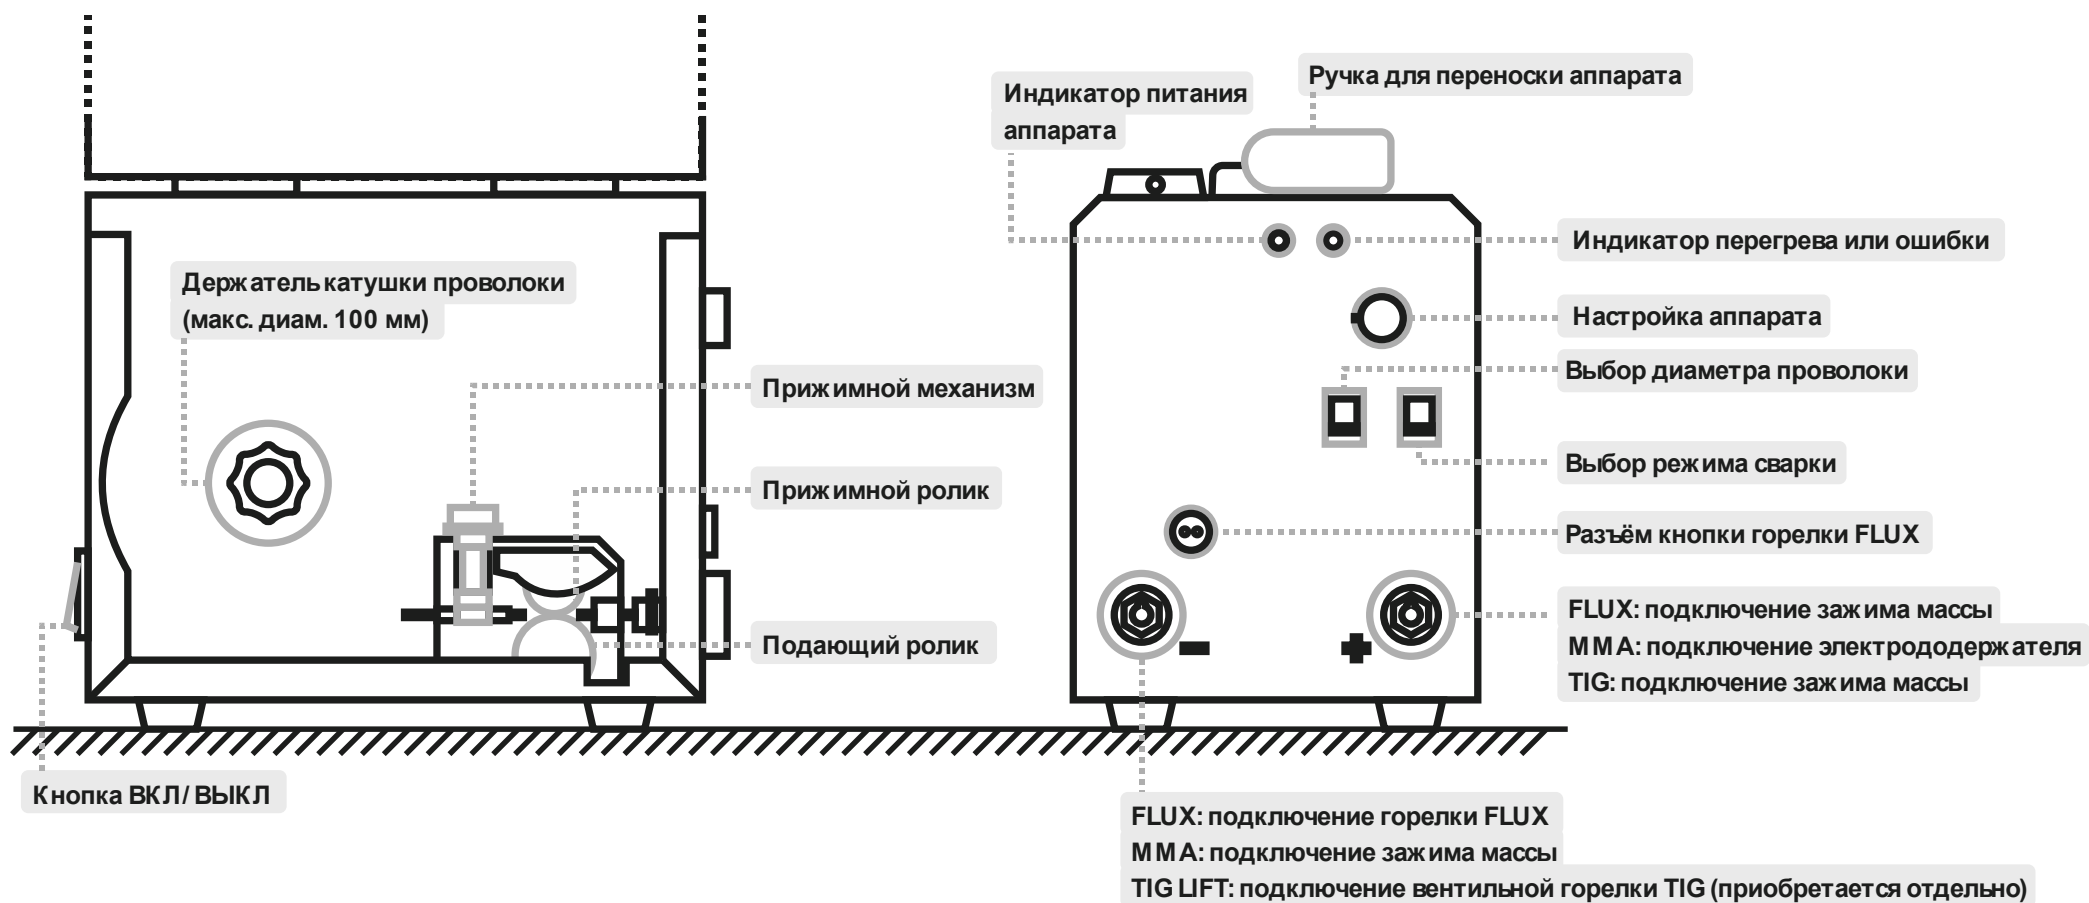 Индикатор питания
аппарата
Ручка для переноски аппарата
Индикатор перегрева или ошибки
Держатель катушки проволоки
(макс. диам. 100 мм)
Настройка аппарата
Прижимной механизм
Выбор диаметра проволоки
Выбор режима сварки
Прижимной ролик
Разъём кнопки горелки FLUX
Подающий ролик
FLUX: подключение зажима массы
MMA: подключение электрододержателя
TIG: подключение зажима массы
Кнопка ВКЛ/ ВЫКЛ
FLUX: подключение горелки FLUX
MMA: подключение зажима массы
TIG LIFT: подключение вентильной горелки TIG (приобретается отдельно)